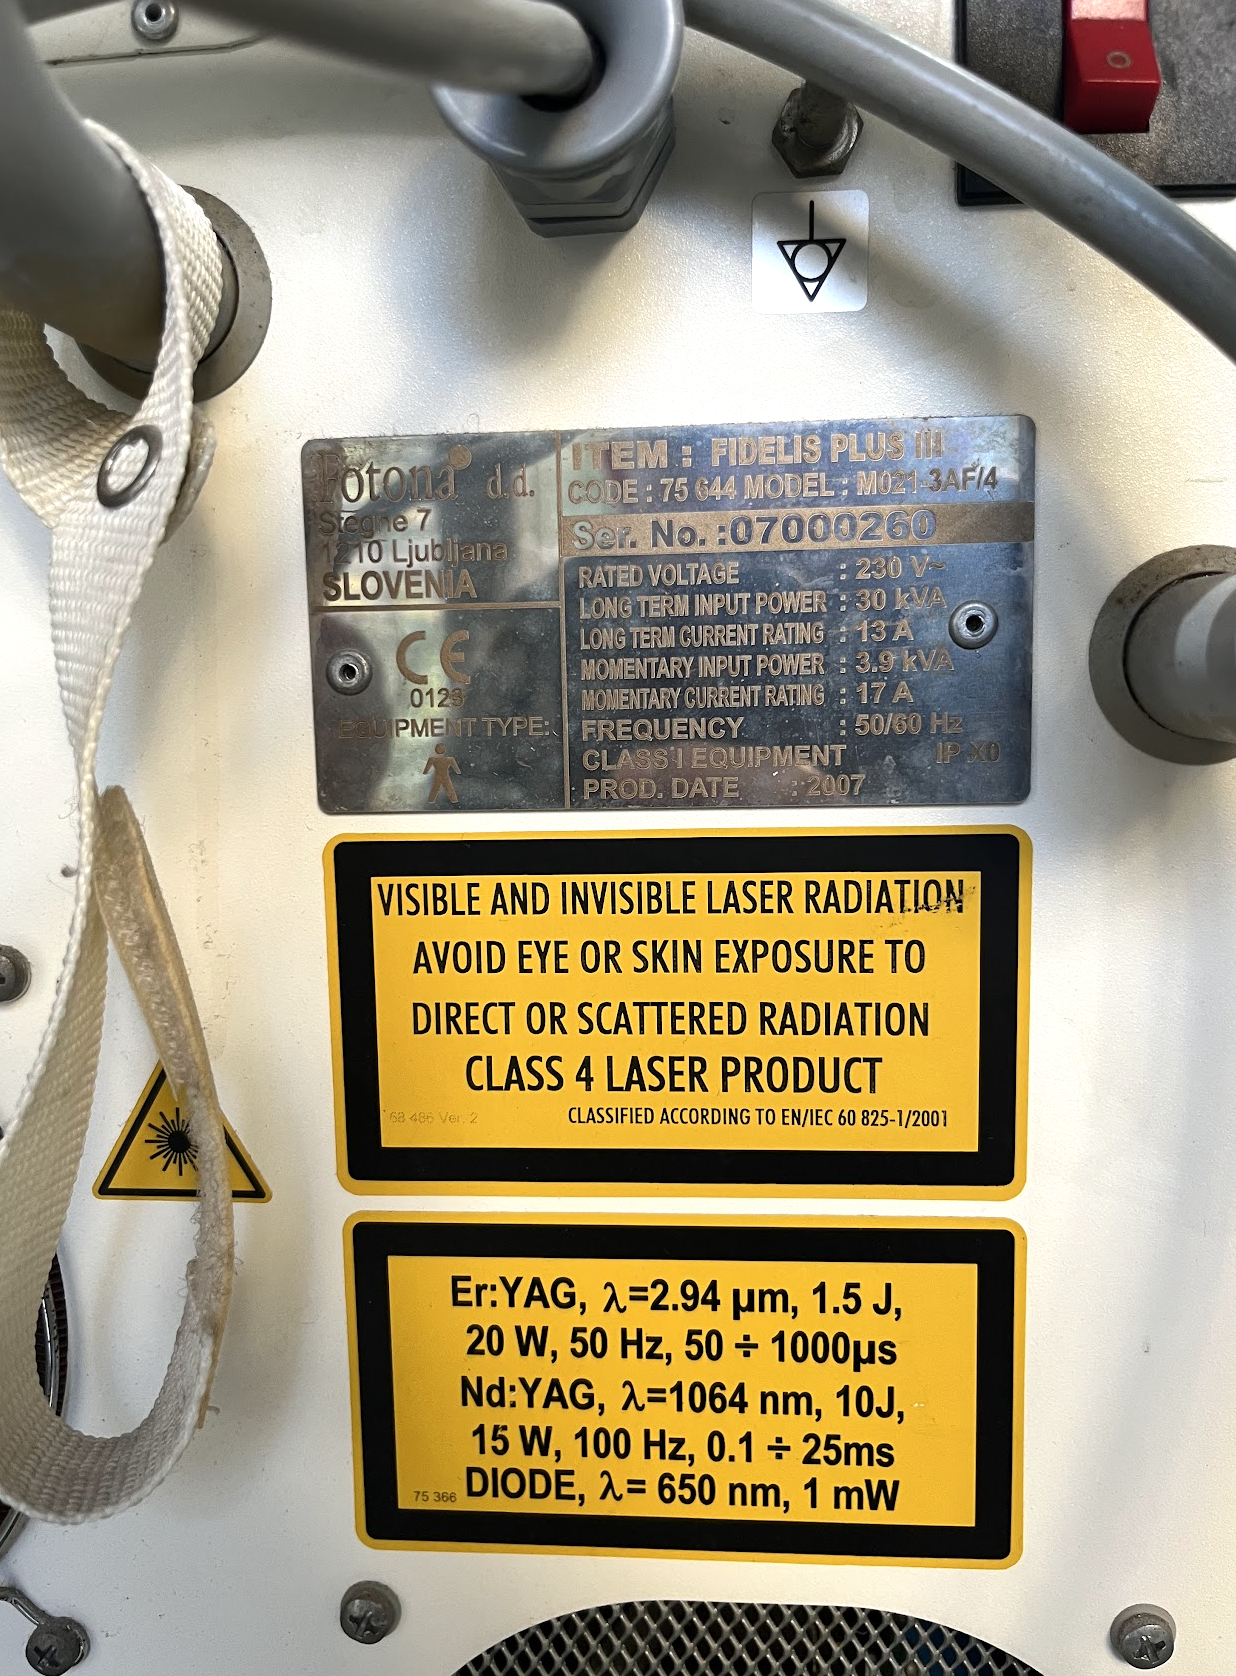 Fotona d.d.
Stegne 7
1210 Ljubljana
SLOVENIA
CE
0123
EQUIPMENT TYPE:
ITEM : FIDELIS PLUS III
CODE : 75 644 MODEL : M021-3AF/4
Ser. No. :07000260
RATED VOLTAGE : 230 V~
LONG TERM INPUT POWER : 30 kVA
LONG TERM CURRENT RATING : 13 A
MOMENTARY INPUT POWER : 3.9 kVA
MOMENTARY CURRENT RATING : 17 A
FREQUENCY : 50/60 Hz
CLASS I EQUIPMENT IP X0
PROD. DATE : 2007
VISIBLE AND INVISIBLE LASER RADIATION
AVOID EYE OR SKIN EXPOSURE TO
DIRECT OR SCATTERED RADIATION
CLASS 4 LASER PRODUCT
68 486 Ver. 2 CLASSIFIED ACCORDING TO EN/IEC 60 825-1/2001
Er:YAG, λ=2.94 µm, 1.5 J,
20 W, 50 Hz, 50 ÷ 1000µs
Nd:YAG, λ=1064 nm, 10J,
15 W, 100 Hz, 0.1 ÷ 25ms
75 366 DIODE, λ= 650 nm, 1 mW